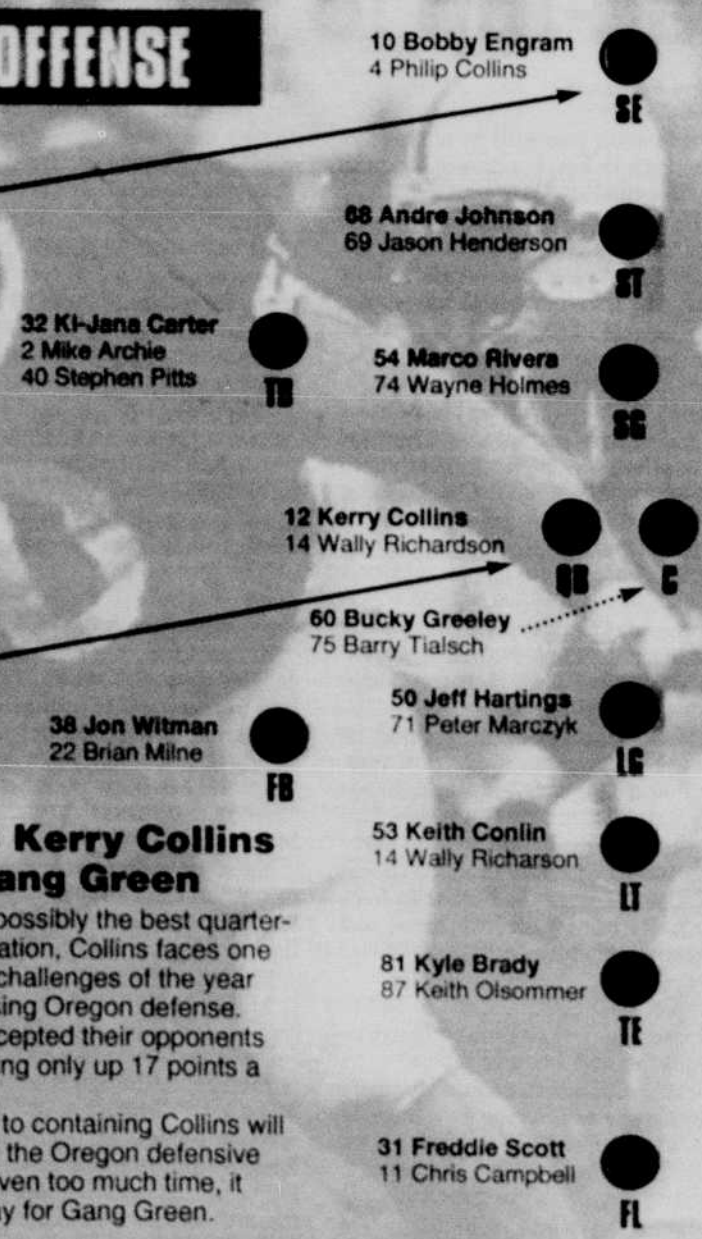 OFFENSE
10 Bobby Engram
4 Philip Collins
SE
68 Andre Johnson
69 Jason Henderson
ST
32 Ki-Jana Carter
2 Mike Archie
40 Stephen Pitts
TB
54 Marco Rivera
74 Wayne Holmes
SG
12 Kerry Collins
14 Wally Richardson
QB
C
60 Bucky Greeley
75 Barry Tialsch
50 Jeff Hartings
71 Peter Marczyk
LG
38 Jon Witman
22 Brian Milne
FB
53 Keith Conlin
14 Wally Richarson
LT
81 Kyle Brady
87 Keith Olsommer
TE
31 Freddie Scott
11 Chris Campbell
FL
Kerry Collins
ang Green
possibly the best quarter-
ation, Collins faces one
challenges of the year
ing Oregon defense.
cepted their opponents
ng only up 17 points a
to containing Collins will
the Oregon defensive
ven too much time, it
y for Gang Green.